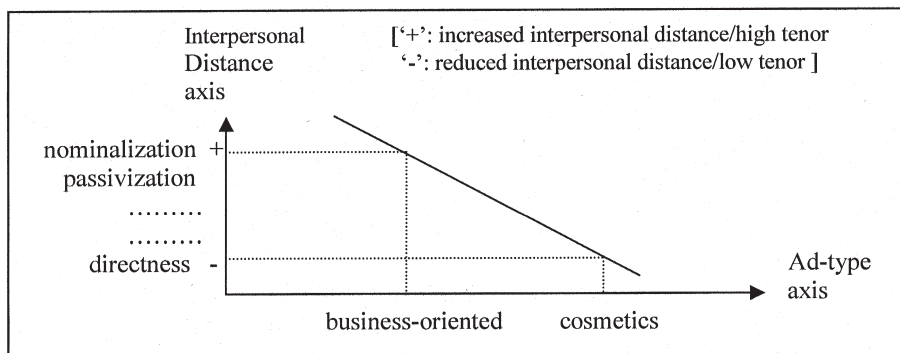 Interpersonal
Distance
axis
[‘+’: increased interpersonal distance/high tenor
‘-’: reduced interpersonal distance/low tenor ]
nominalization +
passivization
.........
.........
directness -
Ad-type
axis
business-oriented cosmetics